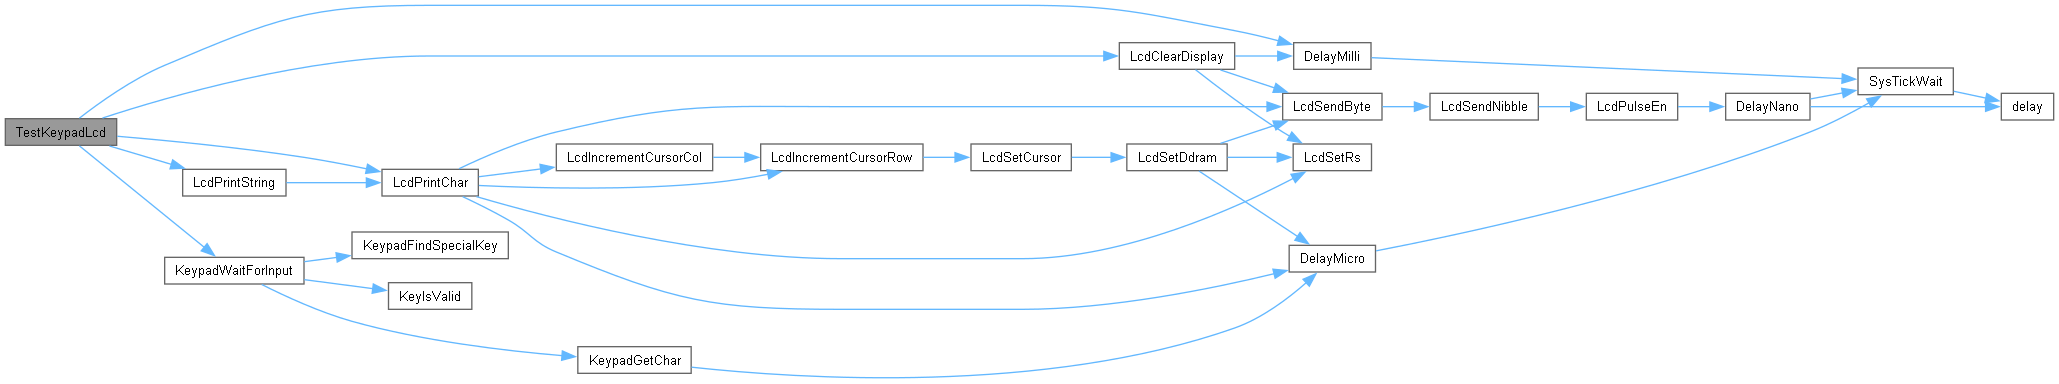 TestKeypadLcd
LcdPrintString
KeypadWaitForInput
LcdPrintChar
KeypadFindSpecialKey
KeyIsValid
LcdIncrementCursorCol
KeypadGetChar
LcdIncrementCursorRow
LcdSetCursor
LcdClearDisplay
LcdSetDdram
DelayMilli
LcdSendByte
LcdSetRs
DelayMicro
LcdSendNibble
LcdPulseEn
DelayNano
SysTickWait
delay